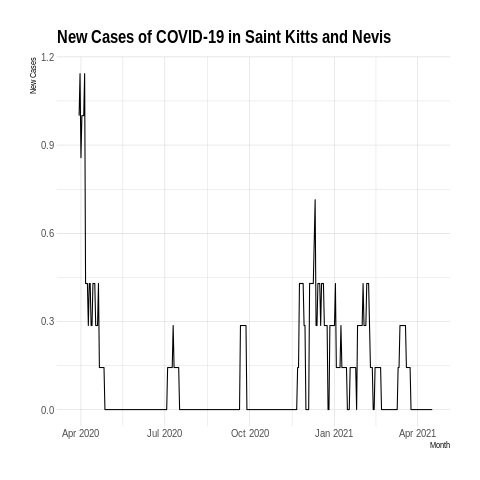 New Cases of COVID-19 in Saint Kitts and Nevis
New Cases
1.2
0.9
0.6
0.3
0.0
Apr 2020 Jul 2020 Oct 2020 Jan 2021 Apr 2021
Month